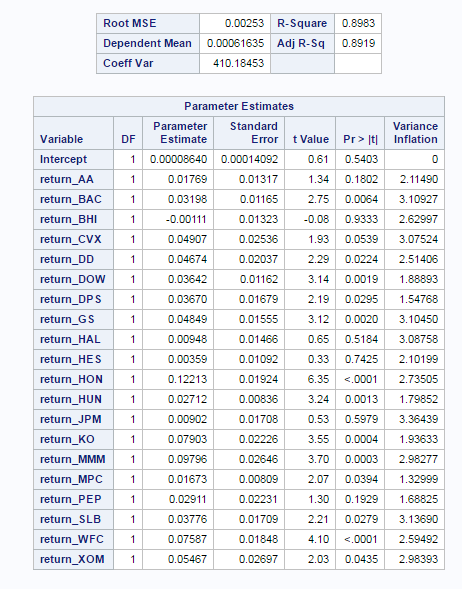 Root MSE 0.00253 R-Square 0.8983
Dependent Mean 0.00061635 Adj R-Sq 0.8919
Coeff Var 410.18453
Parameter Estimates
Variable DF Parameter Estimate Standard Error t Value Pr > |t| Variance Inflation
Intercept 1 0.00008640 0.00014092 0.61 0.5403 0
return_AA 1 0.01769 0.01317 1.34 0.1802 2.11490
return_BAC 1 0.03198 0.01165 2.75 0.0064 3.10927
return_BHI 1 -0.00111 0.01323 -0.08 0.9333 2.62997
return_CVX 1 0.04907 0.02536 1.93 0.0539 3.07524
return_DD 1 0.04674 0.02037 2.29 0.0224 2.51406
return_DOW 1 0.03642 0.01162 3.14 0.0019 1.88893
return_DPS 1 0.03670 0.01679 2.19 0.0295 1.54768
return_GS 1 0.04849 0.01555 3.12 0.0020 3.10450
return_HAL 1 0.00948 0.01466 0.65 0.5184 3.08758
return_HES 1 0.00359 0.01092 0.33 0.7425 2.10199
return_HON 1 0.12213 0.01924 6.35 <.0001 2.73505
return_HUN 1 0.02712 0.00836 3.24 0.0013 1.79852
return_JPM 1 0.00902 0.01708 0.53 0.5979 3.36439
return_KO 1 0.07903 0.02226 3.55 0.0004 1.93633
return_MMM 1 0.09796 0.02646 3.70 0.0003 2.98277
return_MPC 1 0.01673 0.00809 2.07 0.0394 1.32999
return_PEP 1 0.02911 0.02231 1.30 0.1929 1.68825
return_SLB 1 0.03776 0.01709 2.21 0.0279 3.13690
return_WFC 1 0.07587 0.01848 4.10 <.0001 2.59492
return_XOM 1 0.05467 0.02697 2.03 0.0435 2.98393